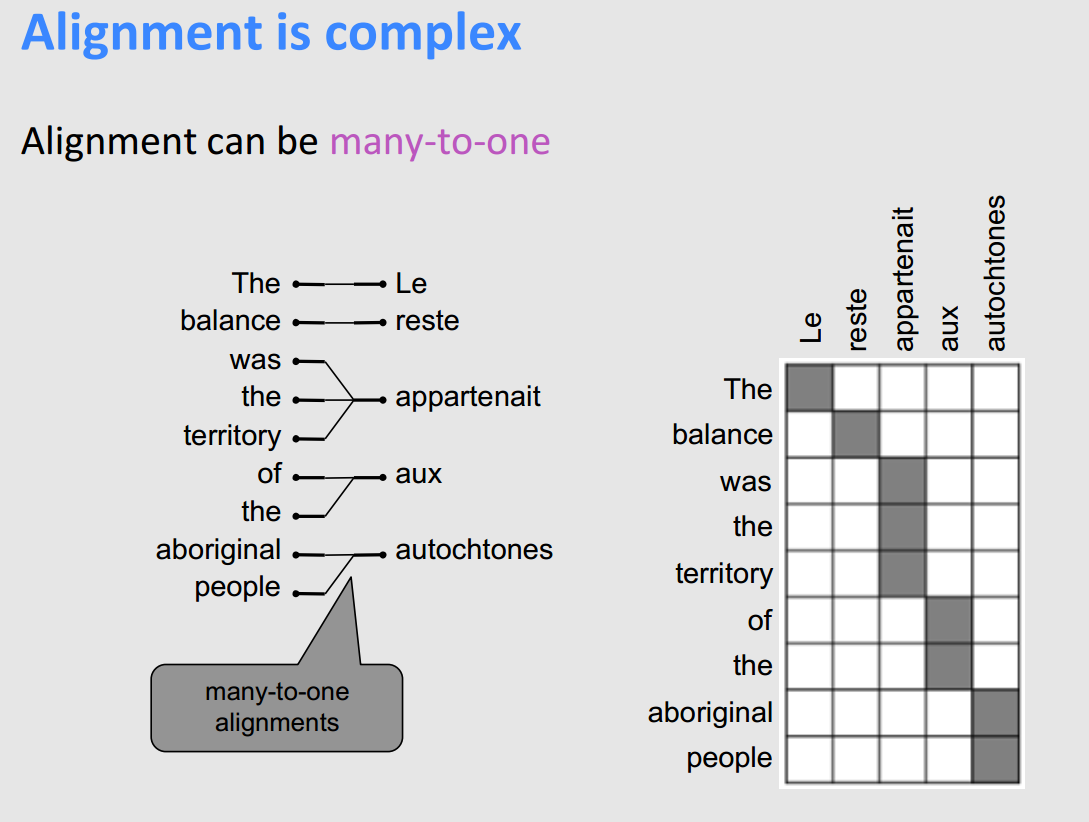 Alignment is complex
Alignment can be many-to-one
The Le
balance reste
was
the appartenait
territory
of aux
the
aboriginal autochtones
people
many-to-one
alignments
Le reste appartenait aux autochtones
The
balance
was
the
territory
of
the
aboriginal
people